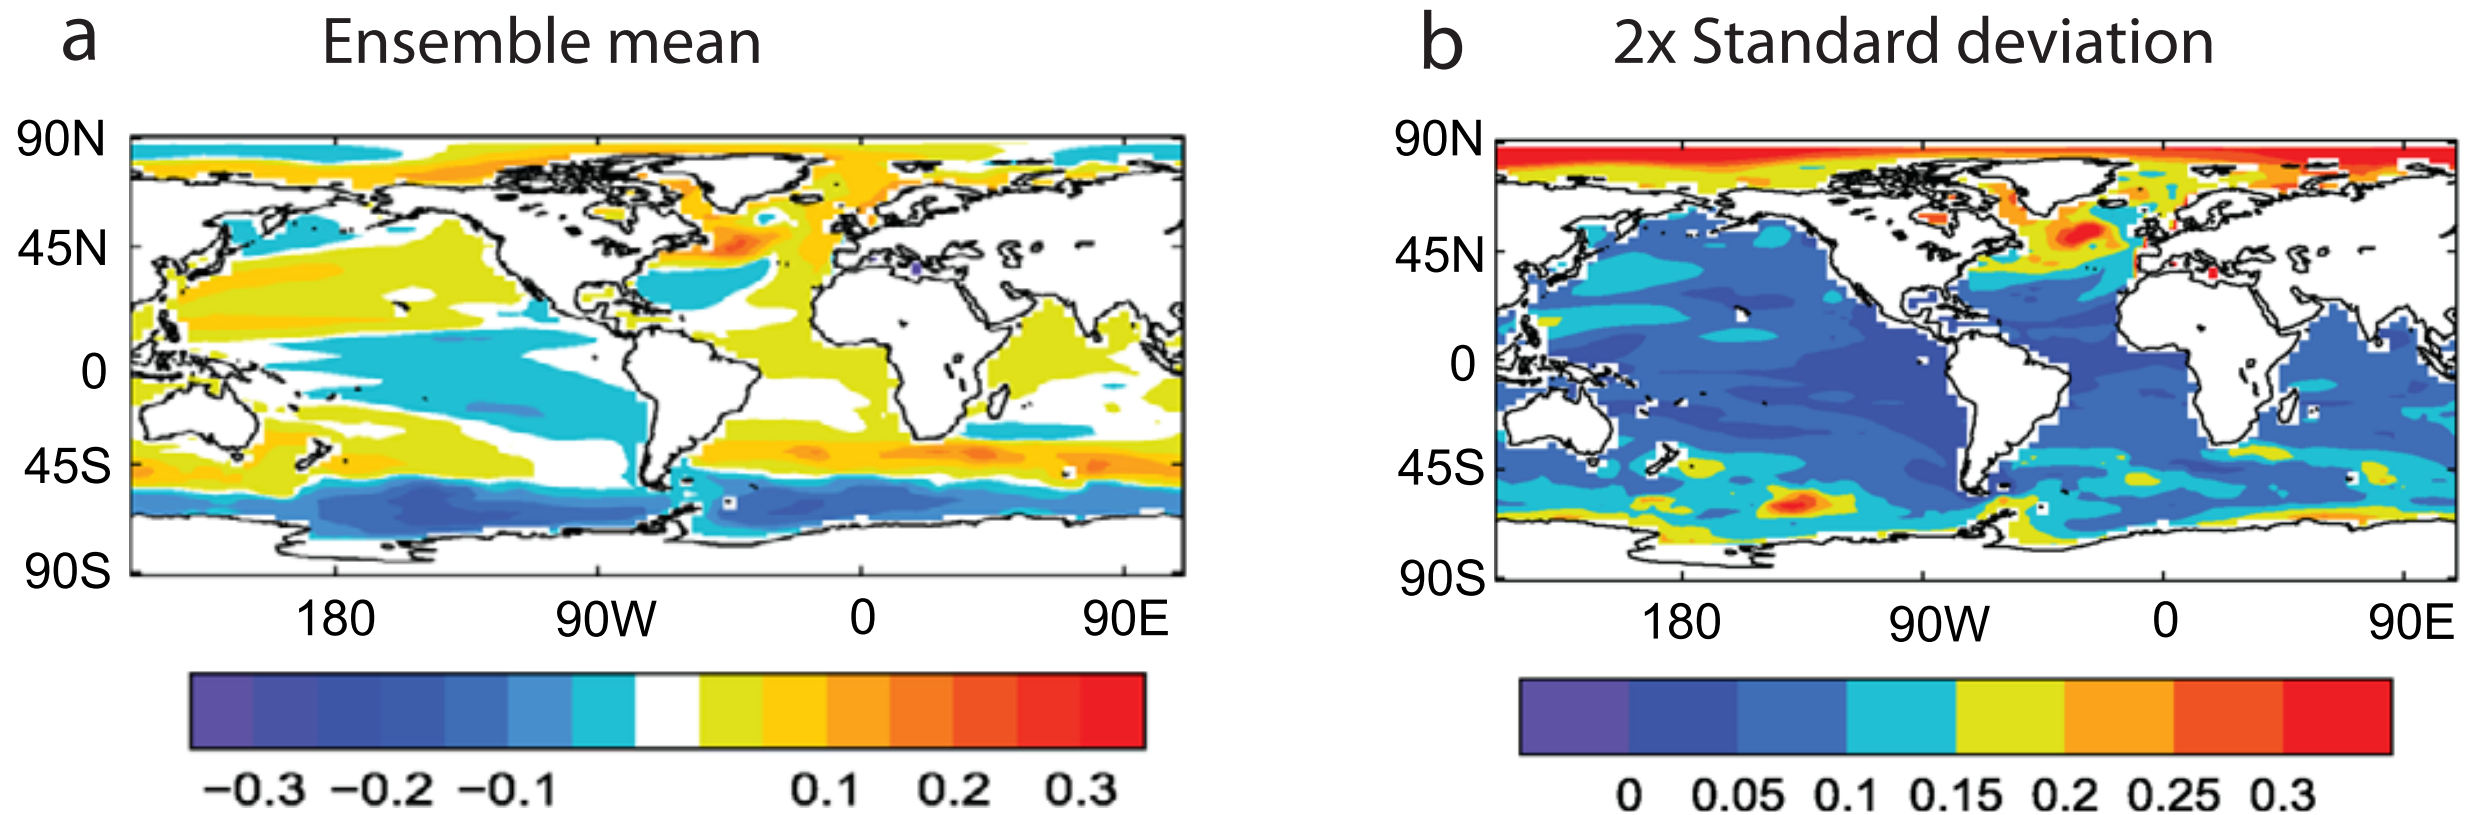 a Ensemble mean
90N
45N
0
45S
90S
180 90W 0 90E
−0.3 −0.2 −0.1 0.1 0.2 0.3
b 2x Standard deviation
90N
45N
0
45S
90S
180 90W 0 90E
0 0.05 0.1 0.15 0.2 0.25 0.3